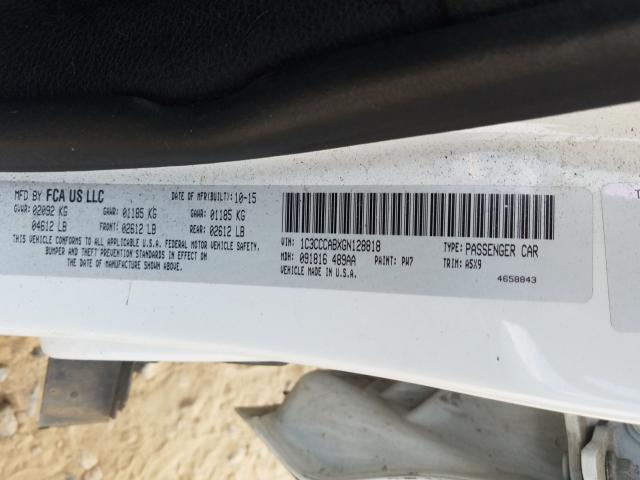 MFD BY FCA US LLC DATE OF MFR(BUILT): 10-15
GVWR: 02092 KG GAWR: 01185 KG GAWR: 01185 KG
04612 LB FRONT: 02612 LB REAR: 02612 LB
THIS VEHICLE CONFORMS TO ALL APPLICABLE U.S.A. FEDERAL MOTOR VEHICLE SAFETY,
BUMPER AND THEFT PREVENTION STANDARDS IN EFFECT ON
THE DATE OF MANUFACTURE SHOWN ABOVE.
VIN: 1C3CCCABXGN128818 TYPE: PASSENGER CAR
MDH: 091816 489AA PAINT: PW7 TRIM: A5X9
VEHICLE MADE IN U.S.A.
4658843